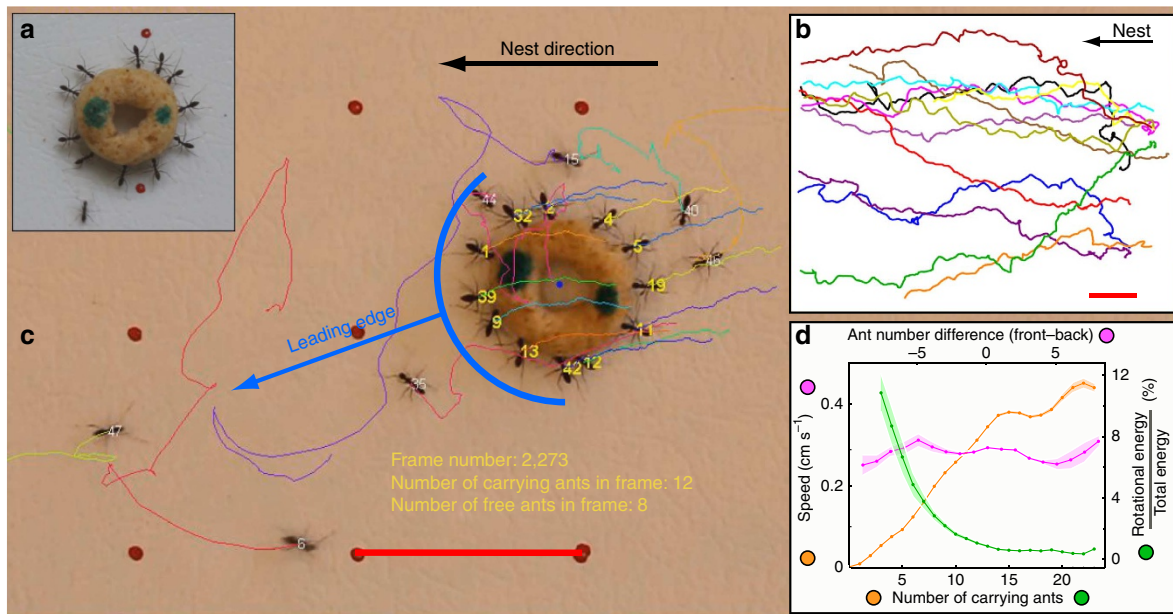 a
Nest direction
b
Nest
15
44
32
2
4
40
1
5
46
39
19
9
11
c
Leading edge
13
42
12
35
47
Frame number: 2,273
Number of carrying ants in frame: 12
Number of free ants in frame: 8
6
d
Ant number difference (front–back)
–5 0 5
Speed (cm s⁻¹)
0.4
0.2
0
12
8
4
0
Rotational energy
Total energy
(%)
5 10 15 20
Number of carrying ants